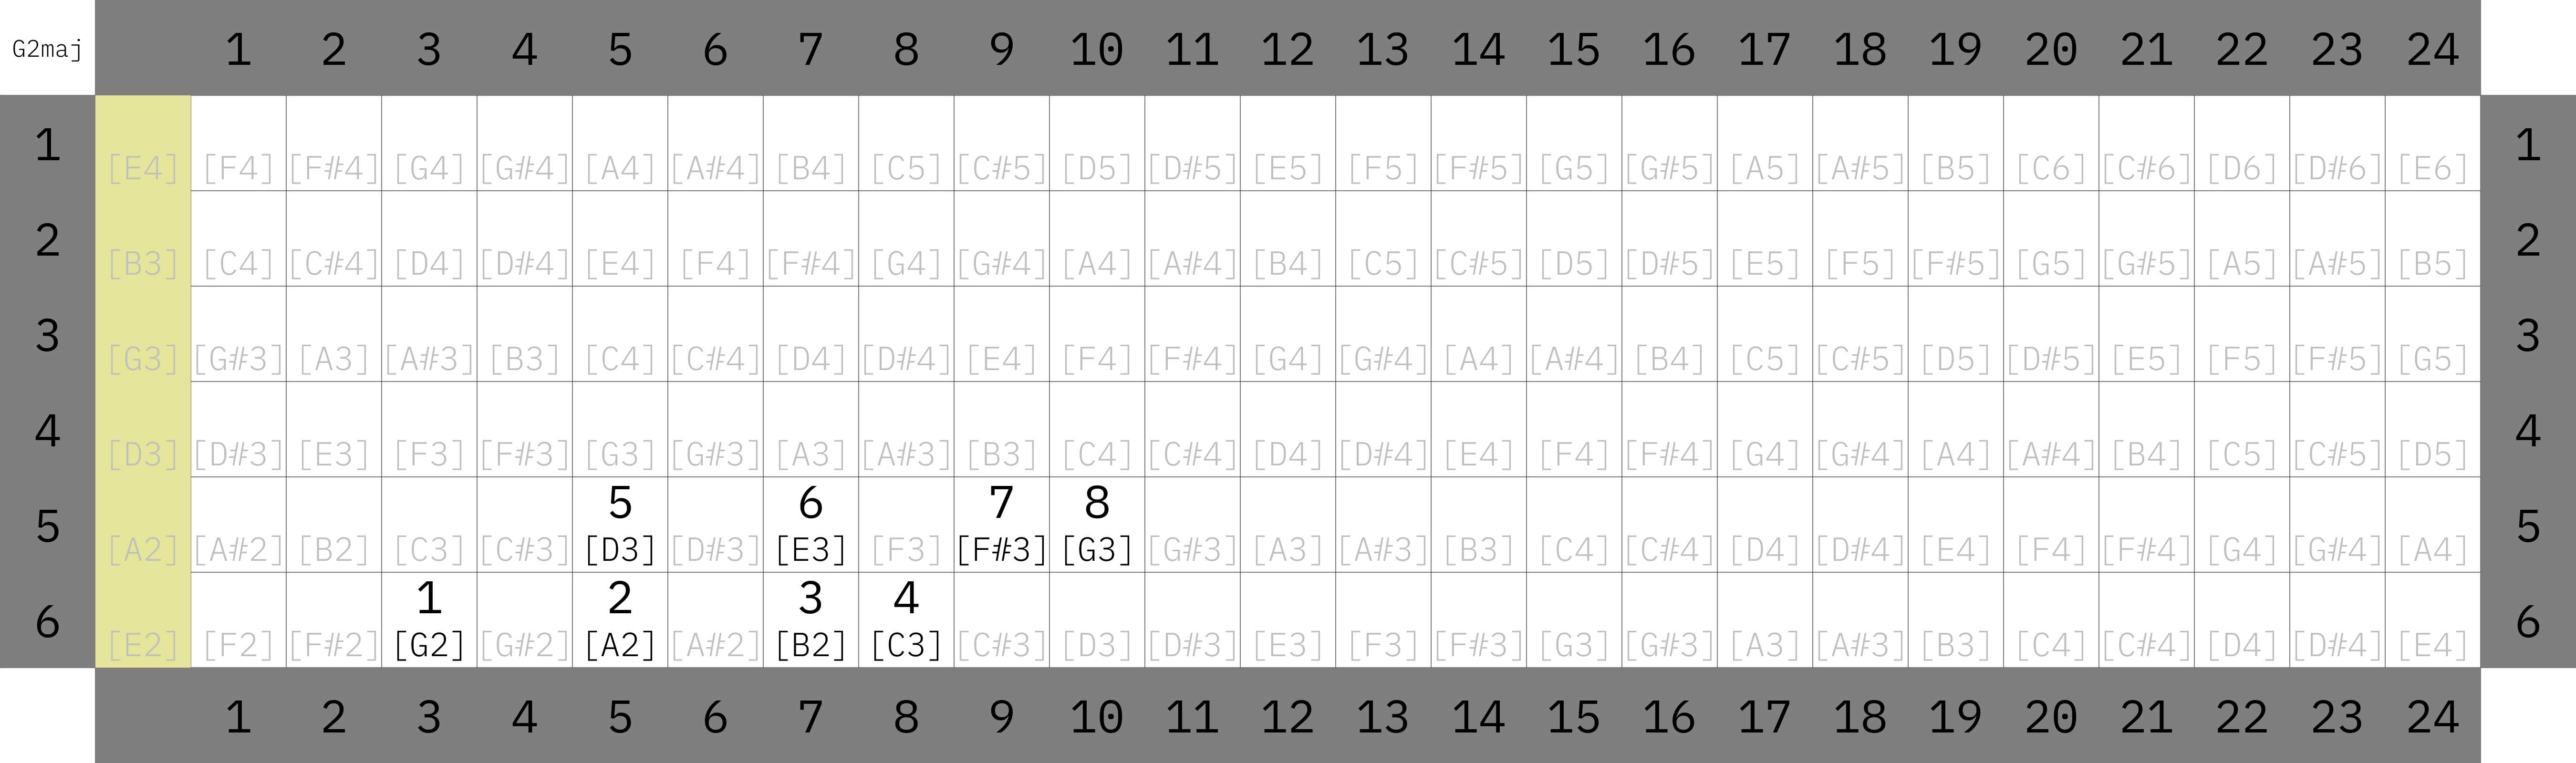 G2maj 1 2 3 4 5 6 7 8 9 10 11 12 13 14 15 16 17 18 19 20 21 22 23 24
1 [E4] [F4] [F#4] [G4] [G#4] [A4] [A#4] [B4] [C5] [C#5] [D5] [D#5] [E5] [F5] [F#5] [G5] [G#5] [A5] [A#5] [B5] [C6] [C#6] [D6] [D#6] [E6] 1
2 [B3] [C4] [C#4] [D4] [D#4] [E4] [F4] [F#4] [G4] [G#4] [A4] [A#4] [B4] [C5] [C#5] [D5] [D#5] [E5] [F5] [F#5] [G5] [G#5] [A5] [A#5] [B5] 2
3 [G3] [G#3] [A3] [A#3] [B3] [C4] [C#4] [D4] [D#4] [E4] [F4] [F#4] [G4] [G#4] [A4] [A#4] [B4] [C5] [C#5] [D5] [D#5] [E5] [F5] [F#5] [G5] 3
4 [D3] [D#3] [E3] [F3] [F#3] [G3] [G#3] [A3] [A#3] [B3] [C4] [C#4] [D4] [D#4] [E4] [F4] [F#4] [G4] [G#4] [A4] [A#4] [B4] [C5] [C#5] [D5] 4
5 6 7 8
5 [A2] [A#2] [B2] [C3] [C#3] [D3] [D#3] [E3] [F3] [F#3] [G3] [G#3] [A3] [A#3] [B3] [C4] [C#4] [D4] [D#4] [E4] [F4] [F#4] [G4] [G#4] [A4] 5
1 2 3 4
6 [E2] [F2] [F#2] [G2] [G#2] [A2] [A#2] [B2] [C3] [C#3] [D3] [D#3] [E3] [F3] [F#3] [G3] [G#3] [A3] [A#3] [B3] [C4] [C#4] [D4] [D#4] [E4] 6
1 2 3 4 5 6 7 8 9 10 11 12 13 14 15 16 17 18 19 20 21 22 23 24